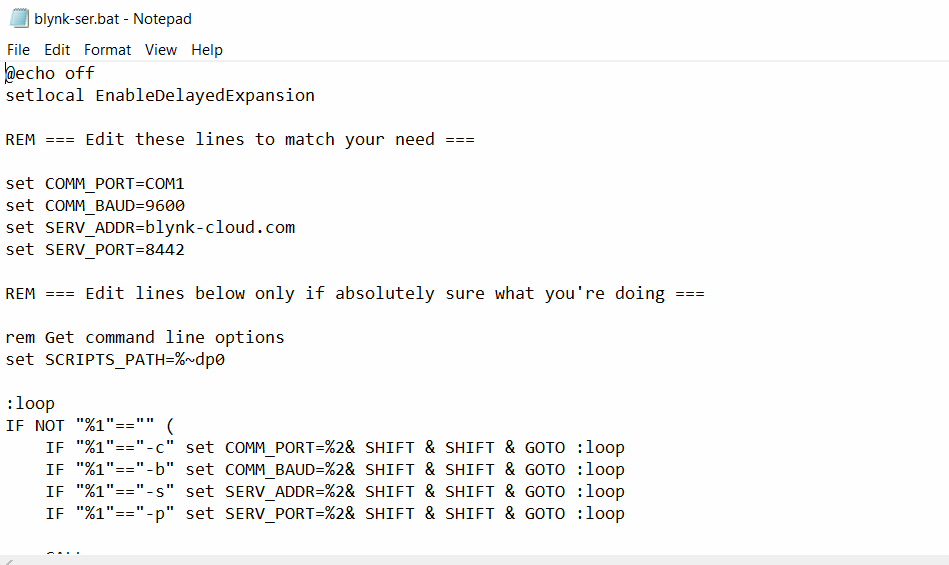 blynk-ser.bat - Notepad
File Edit Format View Help
@echo off
setlocal EnableDelayedExpansion
REM === Edit these lines to match your need ===
set COMM_PORT=COM1
set COMM_BAUD=9600
set SERV_ADDR=blynk-cloud.com
set SERV_PORT=8442
REM === Edit lines below only if absolutely sure what you're doing ===
rem Get command line options
set SCRIPTS_PATH=%~dp0
:loop
IF NOT "%1"=="" (
    IF "%1"=="-c" set COMM_PORT=%2& SHIFT & SHIFT & GOTO :loop
    IF "%1"=="-b" set COMM_BAUD=%2& SHIFT & SHIFT & GOTO :loop
    IF "%1"=="-s" set SERV_ADDR=%2& SHIFT & SHIFT & GOTO :loop
    IF "%1"=="-p" set SERV_PORT=%2& SHIFT & SHIFT & GOTO :loop